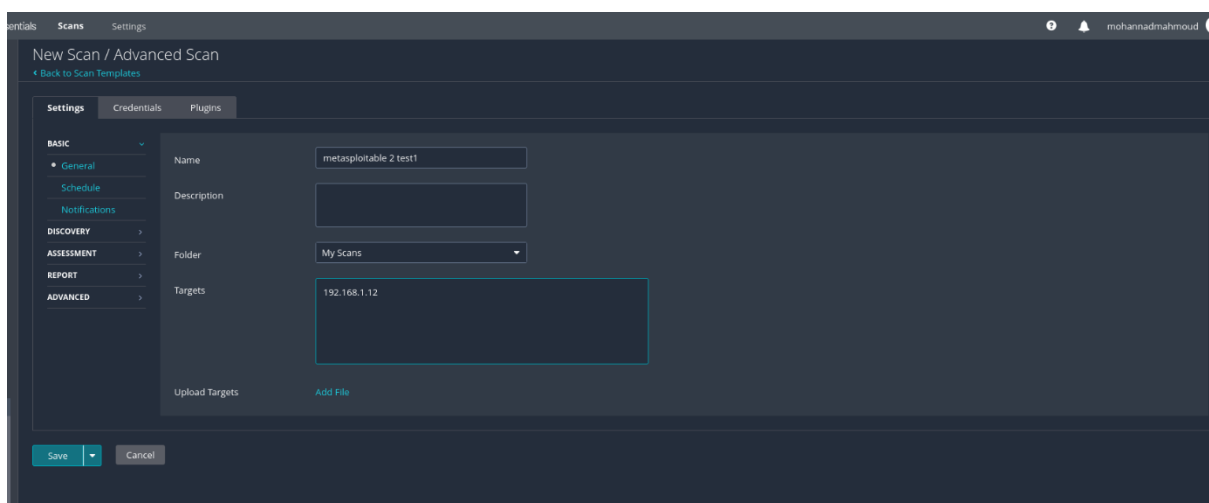 Scans Settings mohannadmahmoud
New Scan / Advanced Scan
Back to Scan Templates
Settings Credentials Plugins
BASIC
General
Schedule
Notifications
DISCOVERY
ASSESSMENT
REPORT
ADVANCED
Name metasploitable 2 test1
Description
Folder My Scans
Targets 192.168.1.12
Upload Targets Add File
Save Cancel